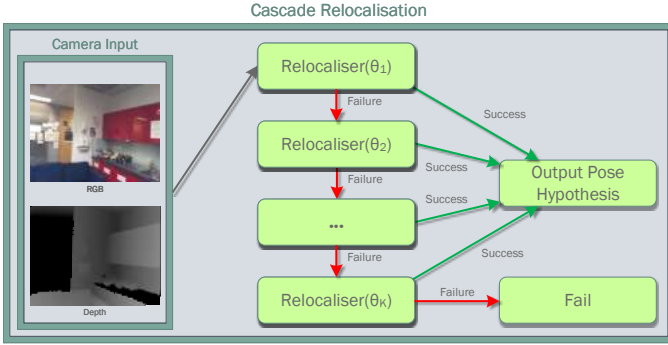 Cascade Relocalisation
Camera Input
RGB
Depth
Relocaliser(θ₁)
Failure
Success
Relocaliser(θ₂)
Failure
Success
...
Success
Failure
Success
Relocaliser(θK)
Failure
Output Pose
Hypothesis
Fail